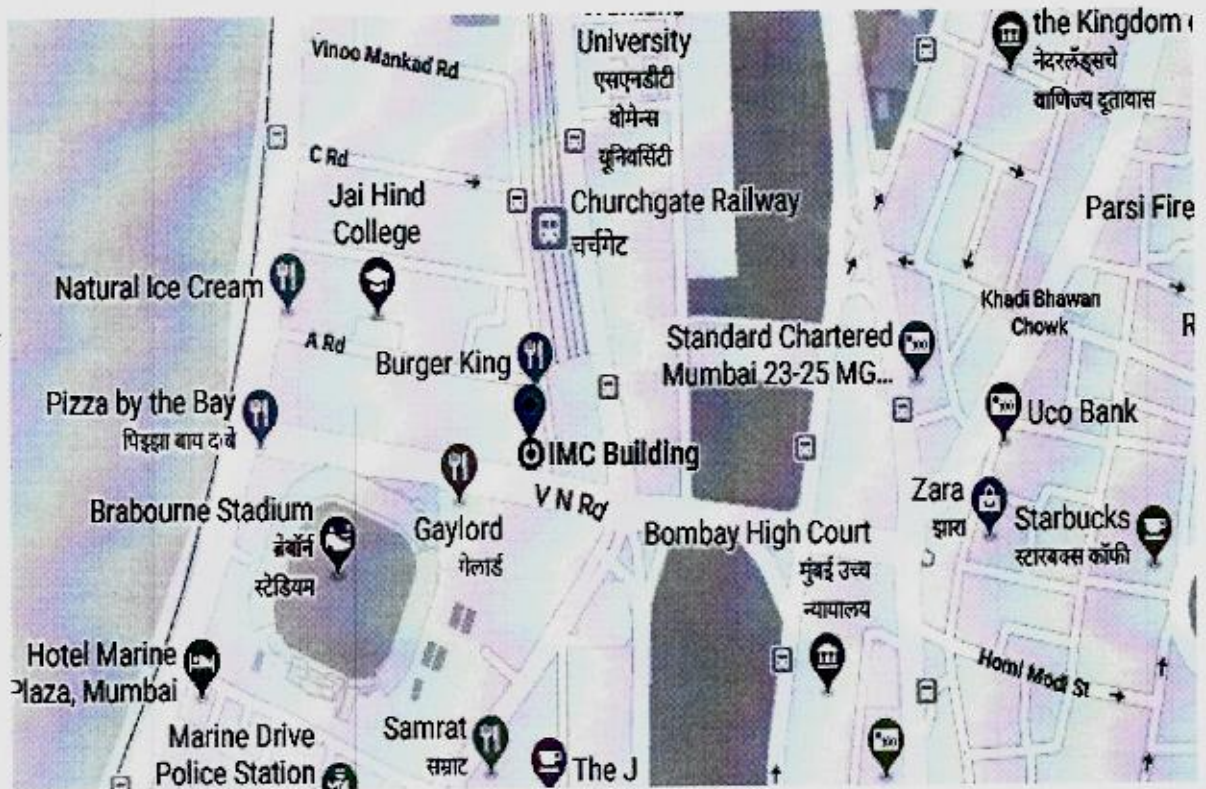 University
एसएनडीटी
वोमेन्स
यूनिवर्सिटी
the Kingdom
नेदरलँड्सचे
वाणिज्य दूतावास
Vinoo Mankad Rd
C Rd
Jai Hind
College
Churchgate Railway
चर्चगेट
Parsi Fire
Natural Ice Cream
Khadi Bhawan
Chowk
R
A Rd
Burger King
Standard Chartered
Mumbai 23-25 MG...
Pizza by the Bay
पिझ्झा बाय द बे
Uco Bank
IMC Building
V N Rd
Zara
झारा
Starbucks
स्टारबक्स कॉफी
Brabourne Stadium
ब्रेबॉर्न
स्टेडियम
Gaylord
गेलार्ड
Bombay High Court
मुंबई उच्च
न्यायालय
Hotel Marine
Plaza, Mumbai
Homi Modi St
Marine Drive
Police Station
Samrat
सम्राट
The J